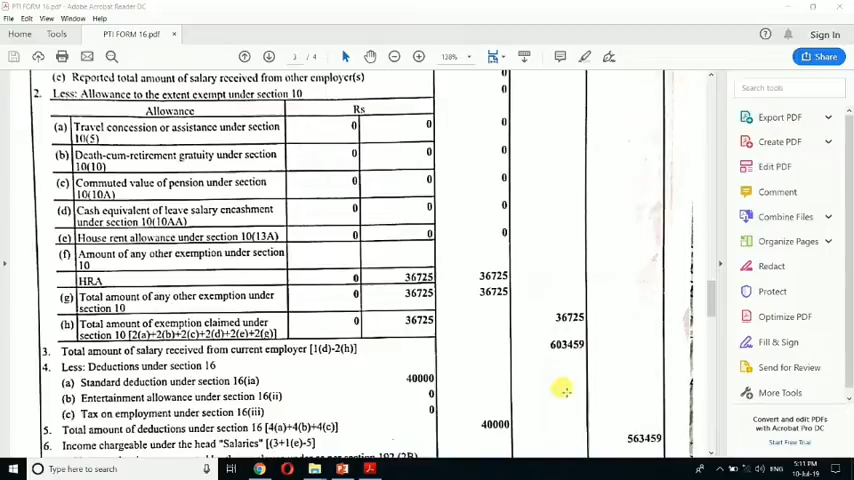 PTI FORM 16.pdf - Adobe Acrobat Reader DC
File Edit View Window Help
Home Tools PTI FORM 16.pdf × Sign In
3 / 4 138% Share
(e) Reported total amount of salary received from other employer(s) 0
2. Less: Allowance to the extent exempt under section 10 0
Allowance Rs
(a) Travel concession or assistance under section 10(5) 0 0 0
(b) Death-cum-retirement gratuity under section 10(10) 0 0 0
(c) Commuted value of pension under section 10(10A) 0 0 0
(d) Cash equivalent of leave salary encashment under section 10(10AA) 0 0 0
(e) House rent allowance under section 10(13A) 0 0 0
(f) Amount of any other exemption under section 10
HRA 0 36725 36725
(g) Total amount of any other exemption under section 10 0 36725 36725
(h) Total amount of exemption claimed under section 10 [2(a)+2(b)+2(c)+2(d)+2(e)+2(g)] 0 36725 36725
3. Total amount of salary received from current employer [1(d)-2(h)] 603459
4. Less: Deductions under section 16
(a) Standard deduction under section 16(ia) 40000
(b) Entertainment allowance under section 16(ii) 0
(c) Tax on employment under section 16(iii) 0
5. Total amount of deductions under section 16 [4(a)+4(b)+4(c)] 40000
6. Income chargeable under the head "Salaries" [(3+1(e)-5] 563459
Search tools
Export PDF
Create PDF
Edit PDF
Comment
Combine Files
Organize Pages
Redact
Protect
Optimize PDF
Fill & Sign
Send for Review
More Tools
Convert and edit PDFs
with Acrobat Pro DC
Start Free Trial
Type here to search
5:11 PM
10-Jul-19